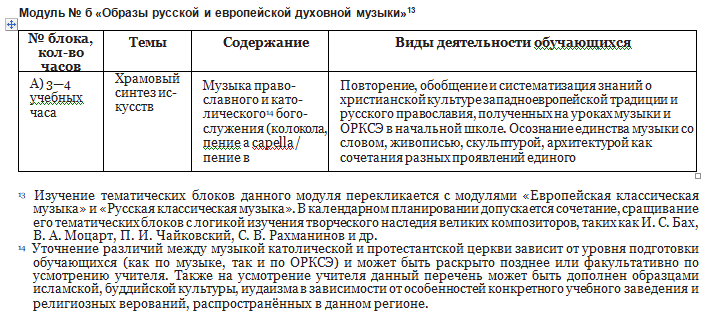 Модуль № 6 «Образы русской и европейской духовной музыки»¹³
№ блока, кол-во часов
Темы
Содержание
Виды деятельности обучающихся
А) 3—4 учебных часа
Храмовый синтез ис-
кусств
Музыка право-
славного и като-
лического¹⁴ бого-
служения (колокола,
пение a capella /
пение в
Повторение, обобщение и систематизация знаний о
христианской культуре западноевропейской традиции и
русского православия, полученных на уроках музыки и
ОРКСЭ в начальной школе. Осознание единства музыки со
словом, живописью, скульптурой, архитектурой как
сочетания разных проявлений единого
¹³ Изучение тематических блоков данного модуля перекликается с модулями «Европейская классическая
музыка» и «Русская классическая музыка». В календарном планировании допускается сочетание, сращивание
его тематических блоков с логикой изучения творческого наследия великих композиторов, таких как И. С. Бах,
В. А. Моцарт, П. И. Чайковский, С. В. Рахманинов и др.
¹⁴ Уточнение различий между музыкой католической и протестантской церкви зависит от уровня подготовки
обучающихся (как по музыке, так и по ОРКСЭ) и может быть раскрыто позднее или факультативно по
усмотрению учителя. Также на усмотрение учителя данный перечень может быть дополнен образцами
исламской, буддийской культуры, иудаизма в зависимости от особенностей конкретного учебного заведения и
религиозных верований, распространённых в данном регионе.